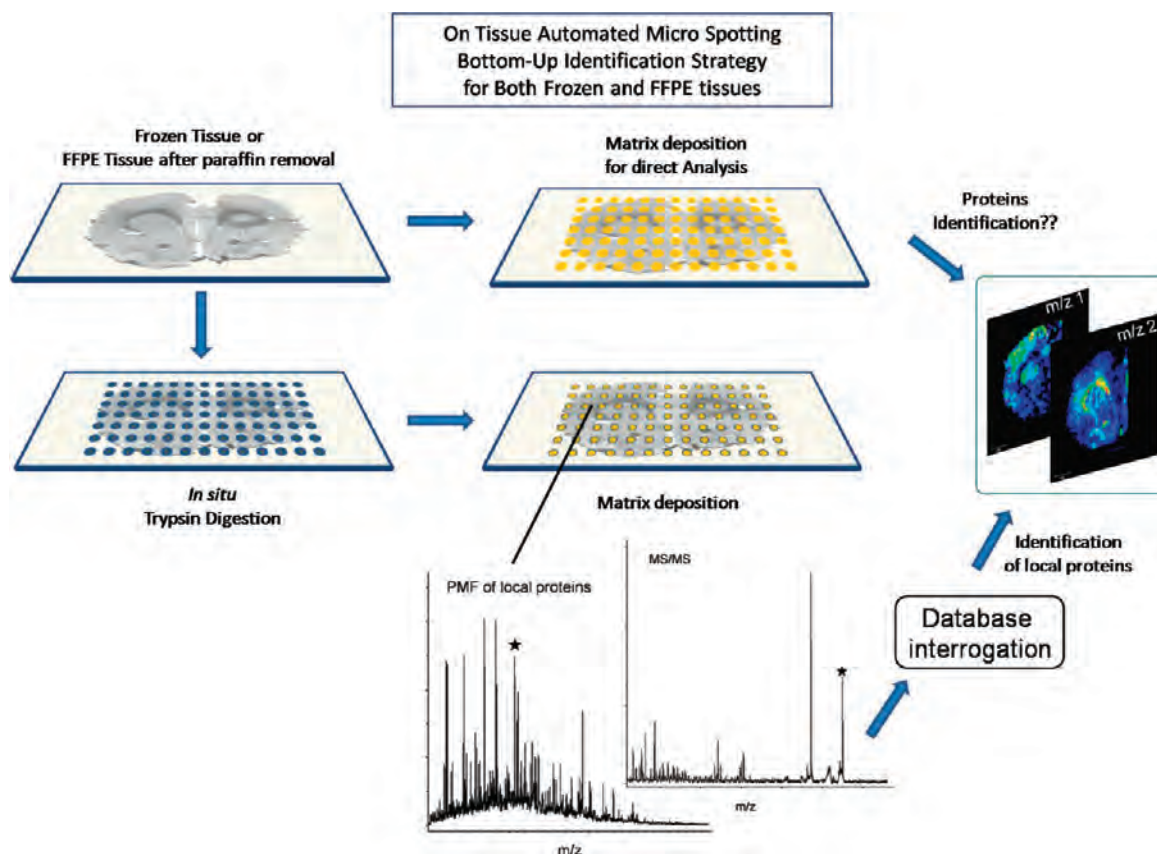 On Tissue Automated Micro Spotting
Bottom-Up Identification Strategy
for Both Frozen and FFPE tissues
Frozen Tissue or
FFPE Tissue after paraffin removal
Matrix deposition
for direct Analysis
Proteins
Identification??
m/z 1
m/z 2
In situ
Trypsin Digestion
Matrix deposition
Identification
of local proteins
PMF of local proteins
MS/MS
Database
interrogation
m/z
m/z